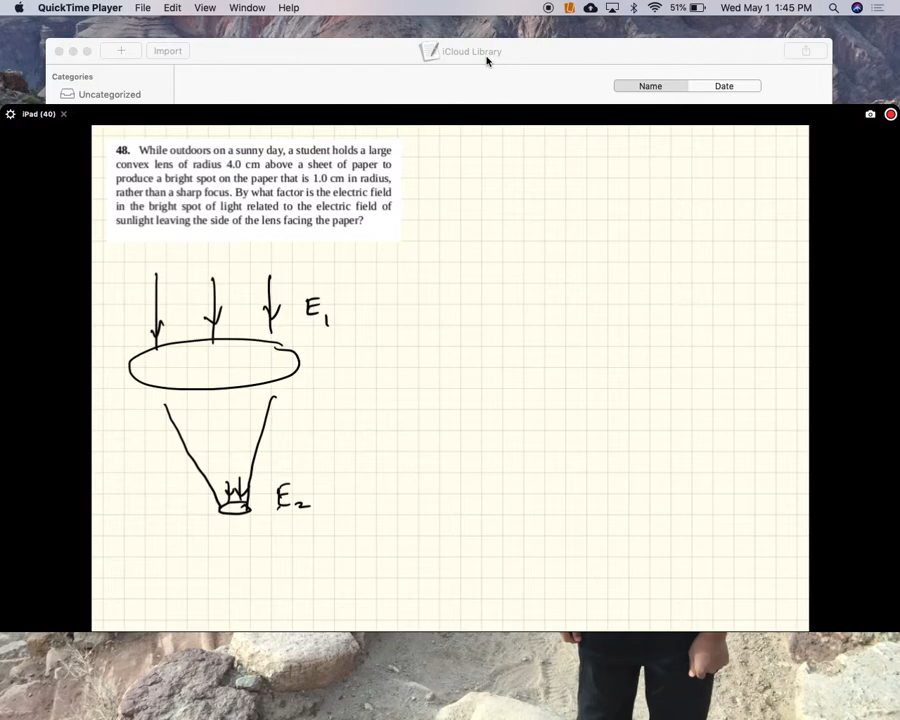 QuickTime Player File Edit View Window Help 51% Wed May 1 1:45 PM
Import iCloud Library
Categories
Uncategorized
Name Date
iPad (40)
48. While outdoors on a sunny day, a student holds a large
convex lens of radius 4.0 cm above a sheet of paper to
produce a bright spot on the paper that is 1.0 cm in radius,
rather than a sharp focus. By what factor is the electric field
in the bright spot of light related to the electric field of
sunlight leaving the side of the lens facing the paper?
E₁
E₂